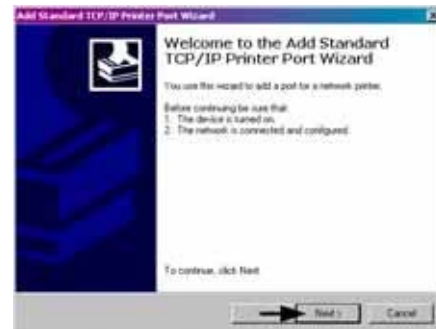 Add Standard TCP/IP Printer Port Wizard
Welcome to the Add Standard
TCP/IP Printer Port Wizard
You use this wizard to add a port for a network printer.
Before continuing be sure that:
1. The device is turned on.
2. The network is connected and configured.
To continue, click Next
Next >
Cancel